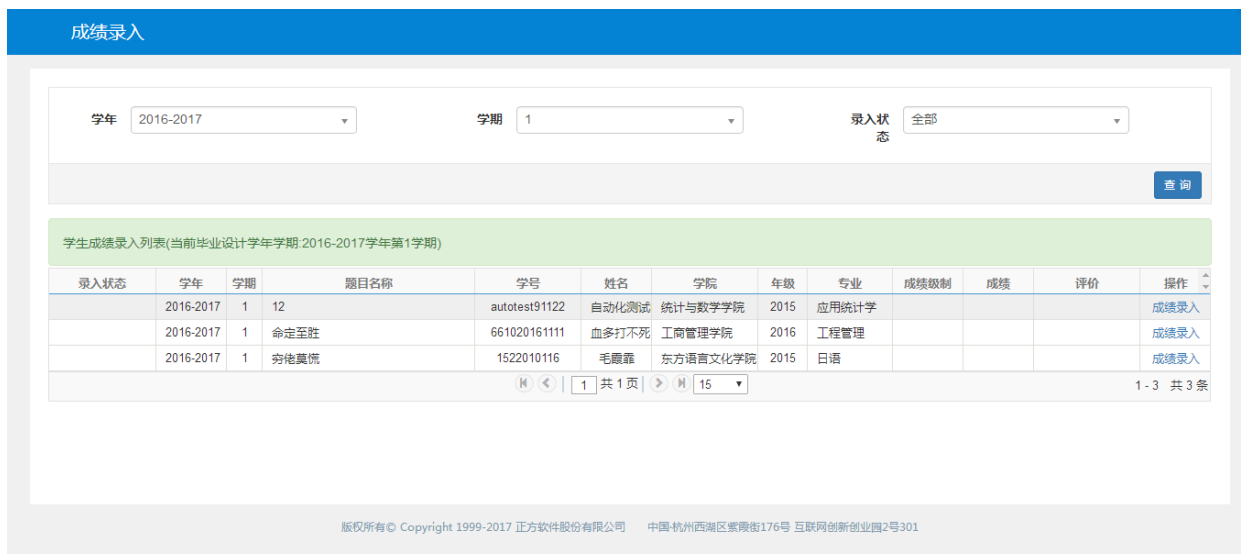 成绩录入
学年 2016-2017 学期 1 录入状态 全部
查 询
学生成绩录入列表(当前毕业设计学年学期:2016-2017学年第1学期)
录入状态 学年 学期 题目名称 学号 姓名 学院 年级 专业 成绩级制 成绩 评价 操作
2016-2017 1 12 autotest91122 自动化测试 统计与数学学院 2015 应用统计学 成绩录入
2016-2017 1 命定至胜 661020161111 血多打不死 工商管理学院 2016 工程管理 成绩录入
2016-2017 1 穷佬莫慌 1522010116 毛霞霏 东方语言文化学院 2015 日语 成绩录入
1 共 1 页 15 1 - 3 共 3 条
版权所有© Copyright 1999-2017 正方软件股份有限公司 中国·杭州西湖区紫霞街176号 互联网创新创业园2号301